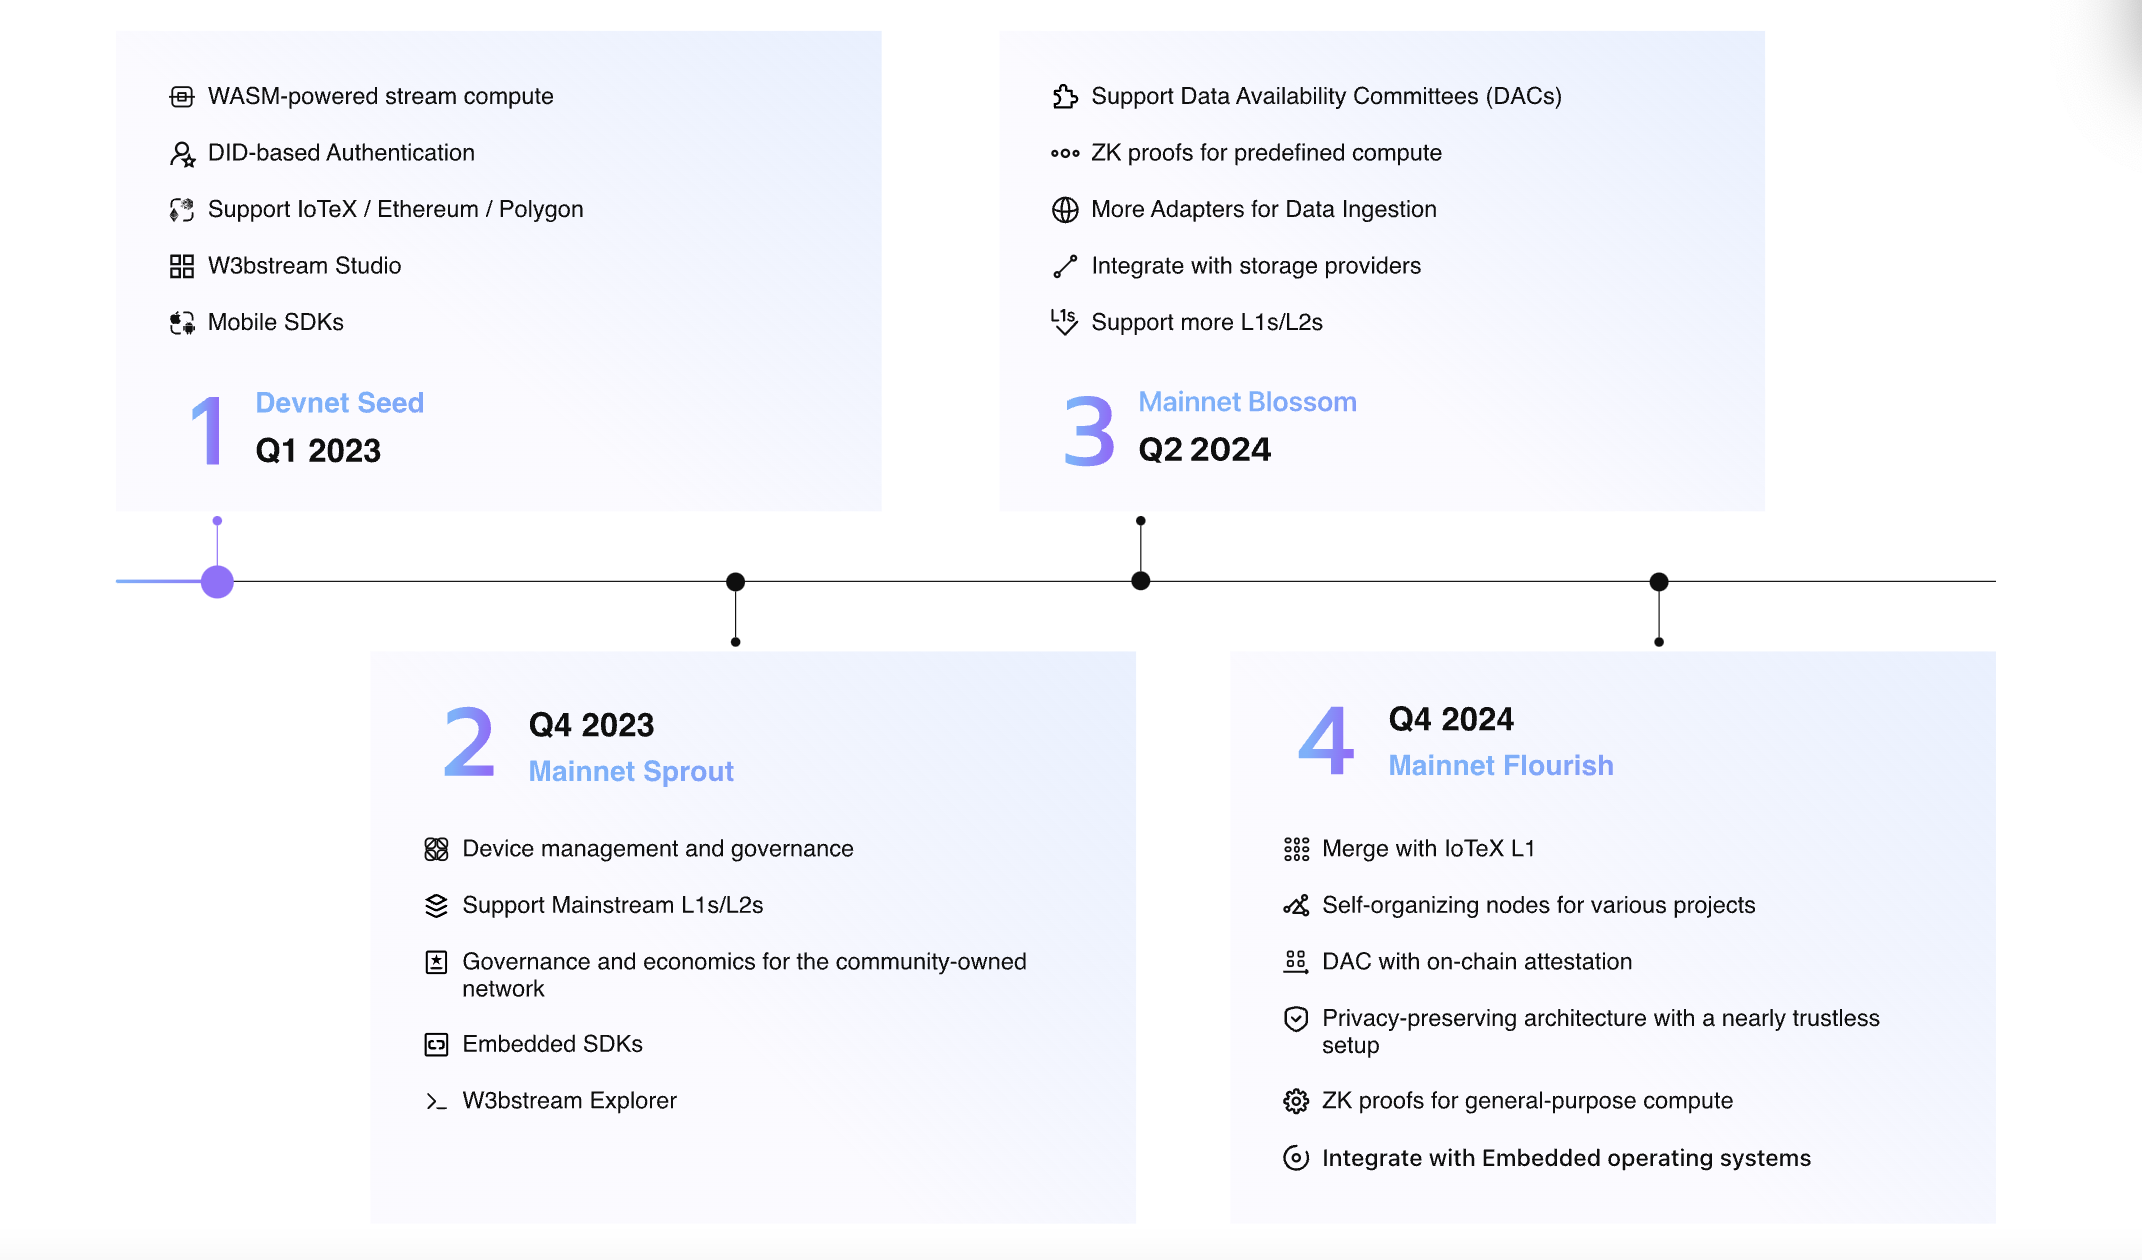 WASM-powered stream compute
DID-based Authentication
Support IoTeX / Ethereum / Polygon
W3bstream Studio
Mobile SDKs
1
Devnet Seed
Q1 2023
Support Data Availability Committees (DACs)
ZK proofs for predefined compute
More Adapters for Data Ingestion
Integrate with storage providers
L1s
Support more L1s/L2s
3
Mainnet Blossom
Q2 2024
2
Q4 2023
Mainnet Sprout
Device management and governance
Support Mainstream L1s/L2s
Governance and economics for the community-owned
network
Embedded SDKs
W3bstream Explorer
4
Q4 2024
Mainnet Flourish
Merge with IoTeX L1
Self-organizing nodes for various projects
DAC with on-chain attestation
Privacy-preserving architecture with a nearly trustless
setup
ZK proofs for general-purpose compute
Integrate with Embedded operating systems